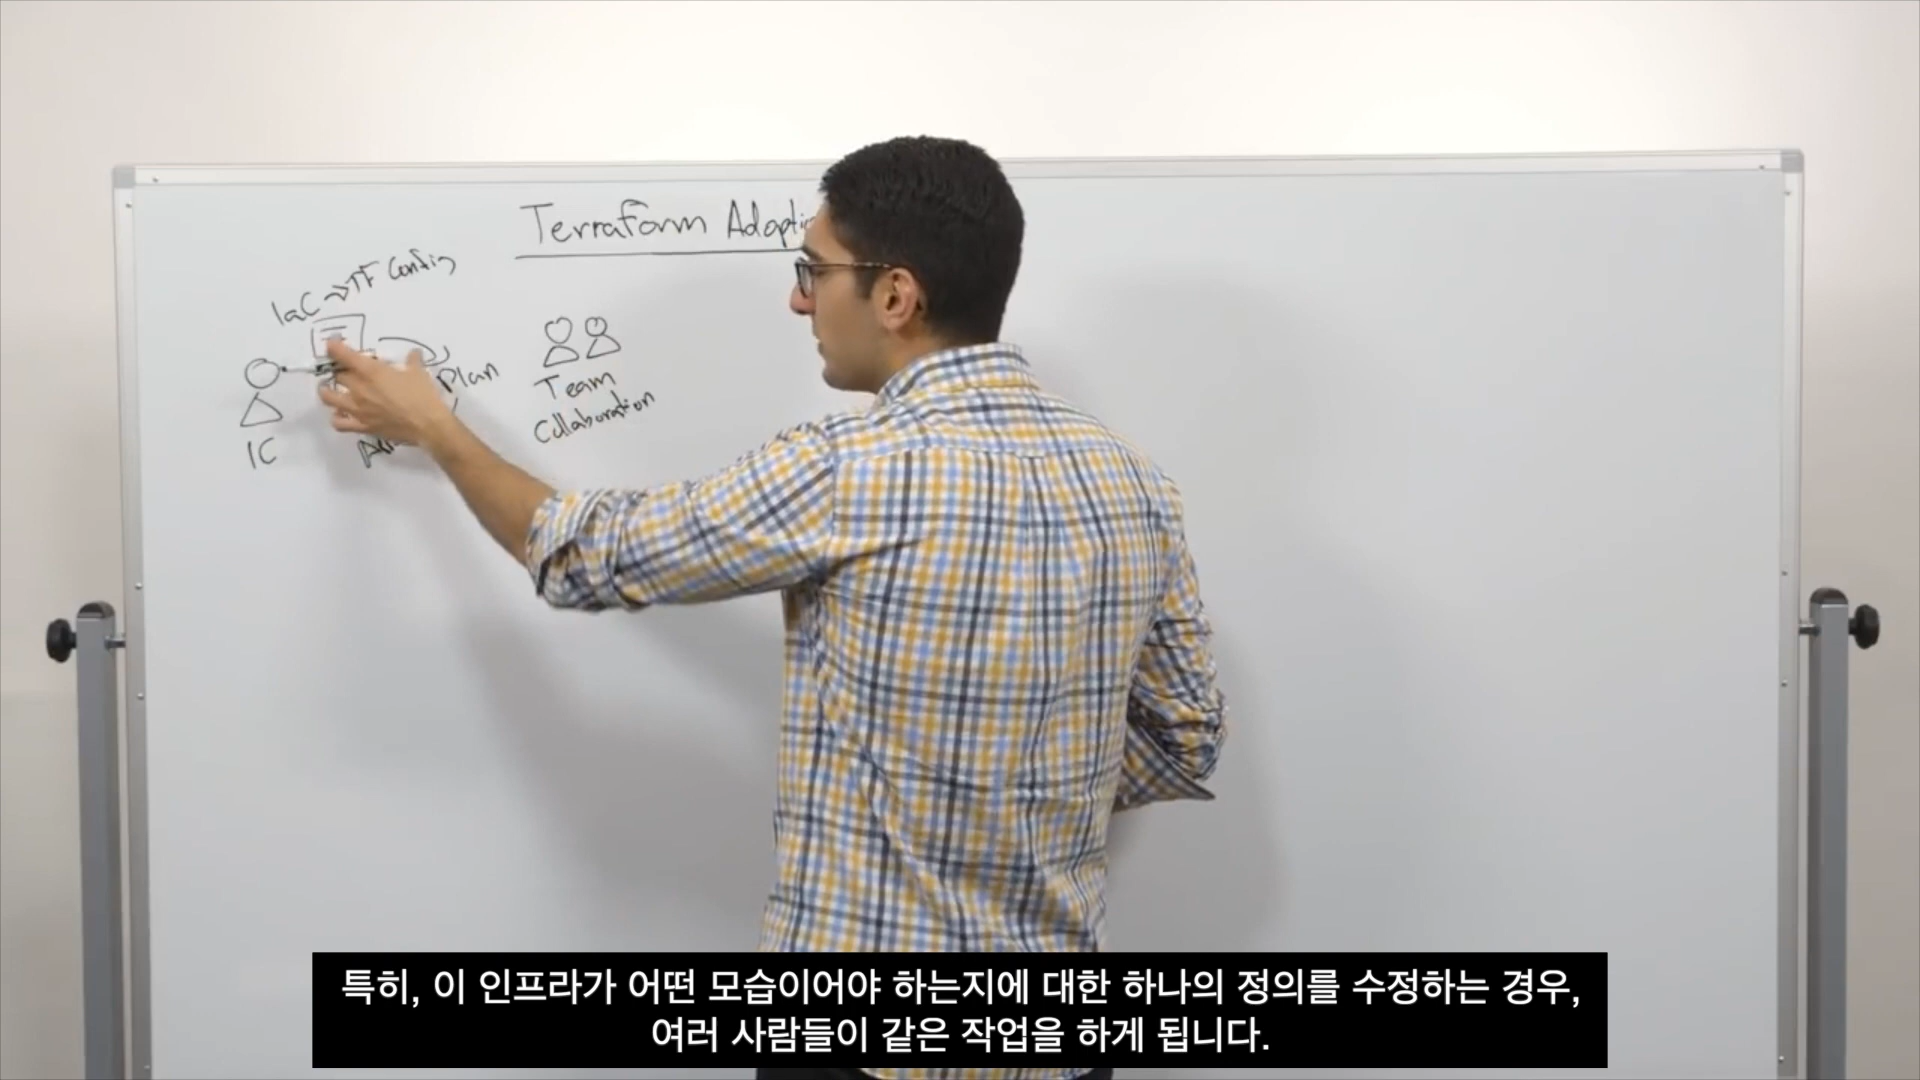 Terraform Adopti
IaC → TF Config
Plan
IC
Team
Collaboration
특히, 이 인프라가 어떤 모습이어야 하는지에 대한 하나의 정의를 수정하는 경우,
여러 사람들이 같은 작업을 하게 됩니다.